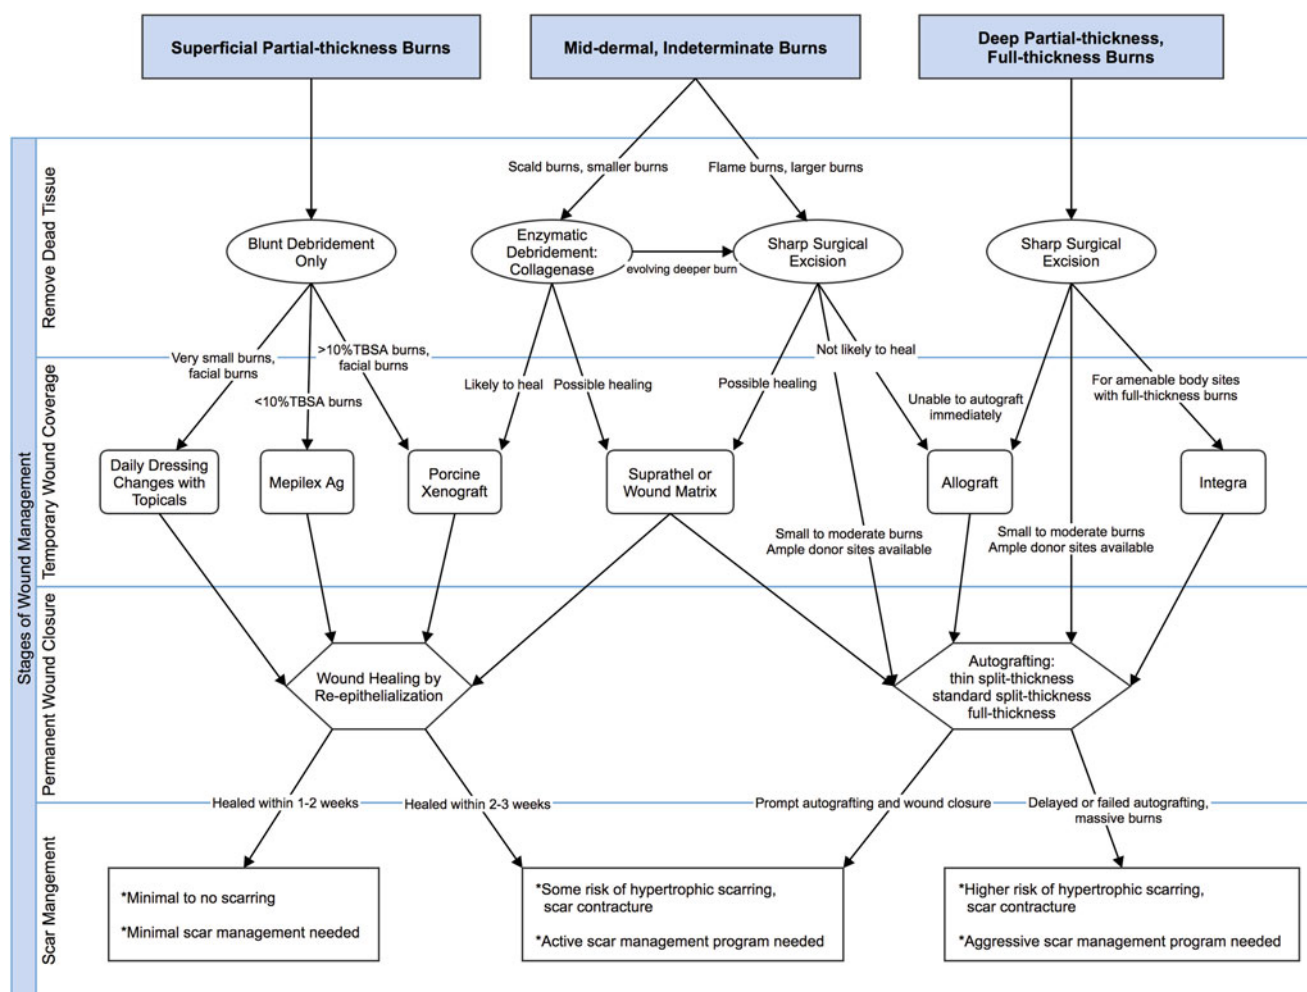 Superficial Partial-thickness Burns
Mid-dermal, Indeterminate Burns
Deep Partial-thickness,
Full-thickness Burns
Stages of Wound Management
Remove Dead Tissue
Scald burns, smaller burns
Flame burns, larger burns
Blunt Debridement
Only
Enzymatic
Debridement:
Collagenase
evolving deeper burn
Sharp Surgical
Excision
Sharp Surgical
Excision
Temporary Wound Coverage
Very small burns,
facial burns
>10%TBSA burns,
facial burns
<10%TBSA burns
Likely to heal
Possible healing
Possible healing
Not likely to heal
Unable to autograft
immediately
For amenable body sites
with full-thickness burns
Daily Dressing
Changes with
Topicals
Mepilex Ag
Porcine
Xenograft
Suprathel or
Wound Matrix
Allograft
Integra
Small to moderate burns
Ample donor sites available
Small to moderate burns
Ample donor sites available
Permanent Wound Closure
Wound Healing by
Re-epithelialization
Autografting:
thin split-thickness
standard split-thickness
full-thickness
Healed within 1-2 weeks
Healed within 2-3 weeks
Prompt autografting and wound closure
Delayed or failed autografting,
massive burns
Scar Mangement
*Minimal to no scarring
*Minimal scar management needed
*Some risk of hypertrophic scarring,
scar contracture
*Active scar management program needed
*Higher risk of hypertrophic scarring,
scar contracture
*Aggressive scar management program needed